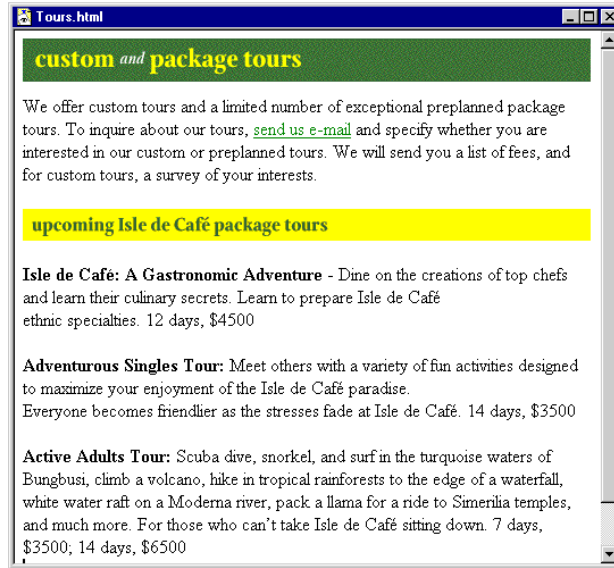 Tours.html
custom and package tours
We offer custom tours and a limited number of exceptional preplanned package
tours. To inquire about our tours, send us e-mail and specify whether you are
interested in our custom or preplanned tours. We will send you a list of fees, and
for custom tours, a survey of your interests.
upcoming Isle de Café package tours
Isle de Café: A Gastronomic Adventure - Dine on the creations of top chefs
and learn their culinary secrets. Learn to prepare Isle de Café
ethnic specialties. 12 days, $4500
Adventurous Singles Tour: Meet others with a variety of fun activities designed
to maximize your enjoyment of the Isle de Café paradise.
Everyone becomes friendlier as the stresses fade at Isle de Café. 14 days, $3500
Active Adults Tour: Scuba dive, snorkel, and surf in the turquoise waters of
Bungbusi, climb a volcano, hike in tropical rainforests to the edge of a waterfall,
white water raft on a Moderna river, pack a llama for a ride to Simerilia temples,
and much more. For those who can't take Isle de Café sitting down. 7 days,
$3500; 14 days, $6500